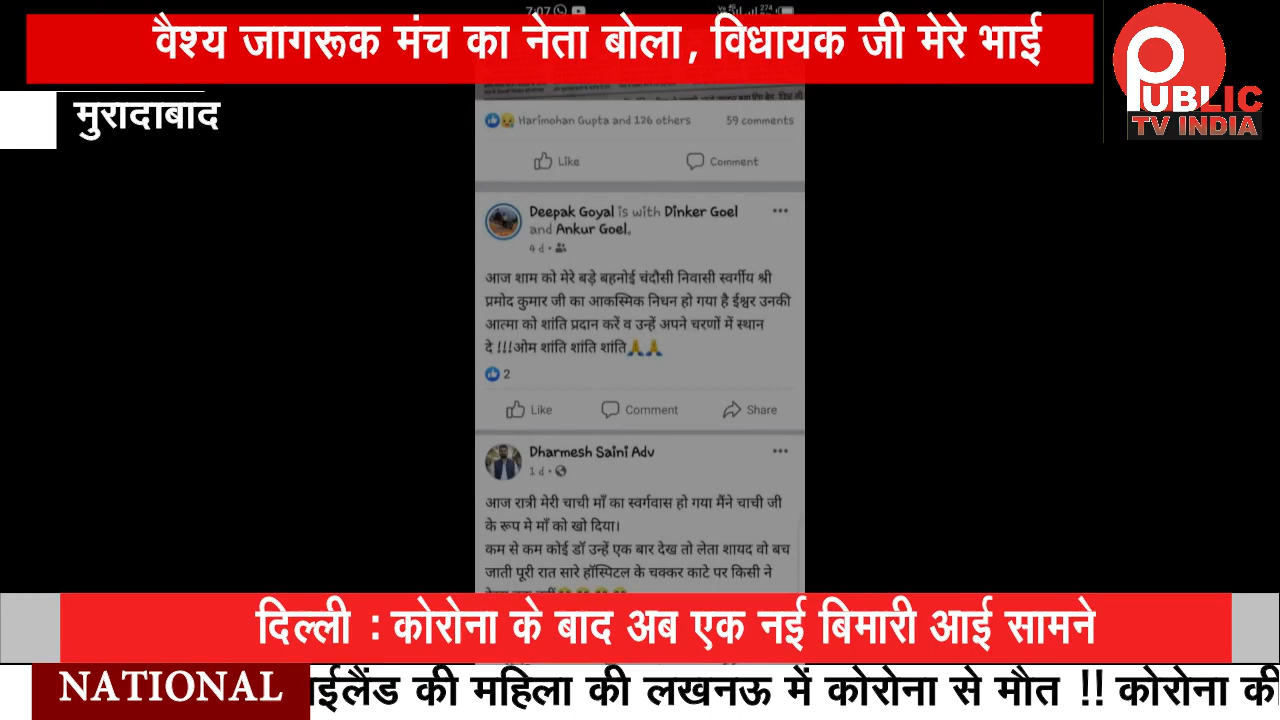 7:07
वैश्य जागरूक मंच का नेता बोला, विधायक जी मेरे भाई
PUBLIC
TV INDIA
मुरादाबाद
Harimohan Gupta and 126 others 59 comments
Like Comment
Deepak Goyal is with Dinker Goel
and Ankur Goel.
4 d
आज शाम को मेरे बड़े बहनोई चंदौसी निवासी स्वर्गीय श्री
प्रमोद कुमार जी का आकस्मिक निधन हो गया है ईश्वर उनकी
आत्मा को शांति प्रदान करें व उन्हें अपने चरणों में स्थान
दे !!!ओम शांति शांति शांति🙏🙏
2
Like Comment Share
Dharmesh Saini Adv
1 d
आज रात्री मेरी चाची माँ का स्वर्गवास हो गया मैंने चाची जी
के रूप मे माँ को खो दिया।
कम से कम कोई डॉ उन्हें एक बार देख तो लेता शायद वो बच
जाती पूरी रात सारे हॉस्पिटल के चक्कर काटे पर किसी ने
दिल्ली : कोरोना के बाद अब एक नई बिमारी आई सामने
NATIONAL ाईलैंड की महिला की लखनऊ में कोरोना से मौत !! कोरोना की